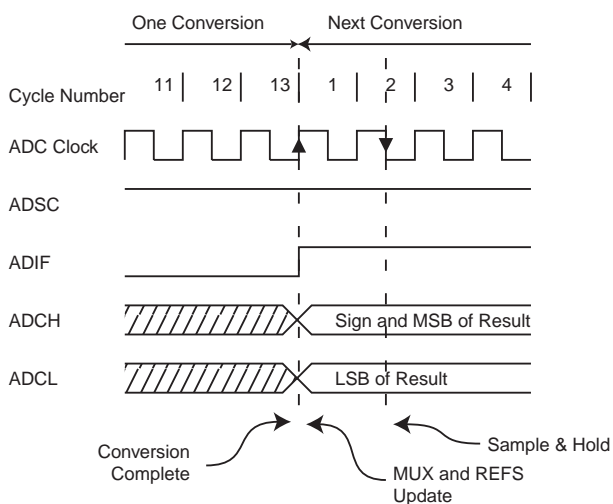 One Conversion Next Conversion
Cycle Number 11 12 13 1 2 3 4
ADC Clock
ADSC
ADIF
ADCH Sign and MSB of Result
ADCL LSB of Result
Conversion
Complete
MUX and REFS
Update
Sample & Hold